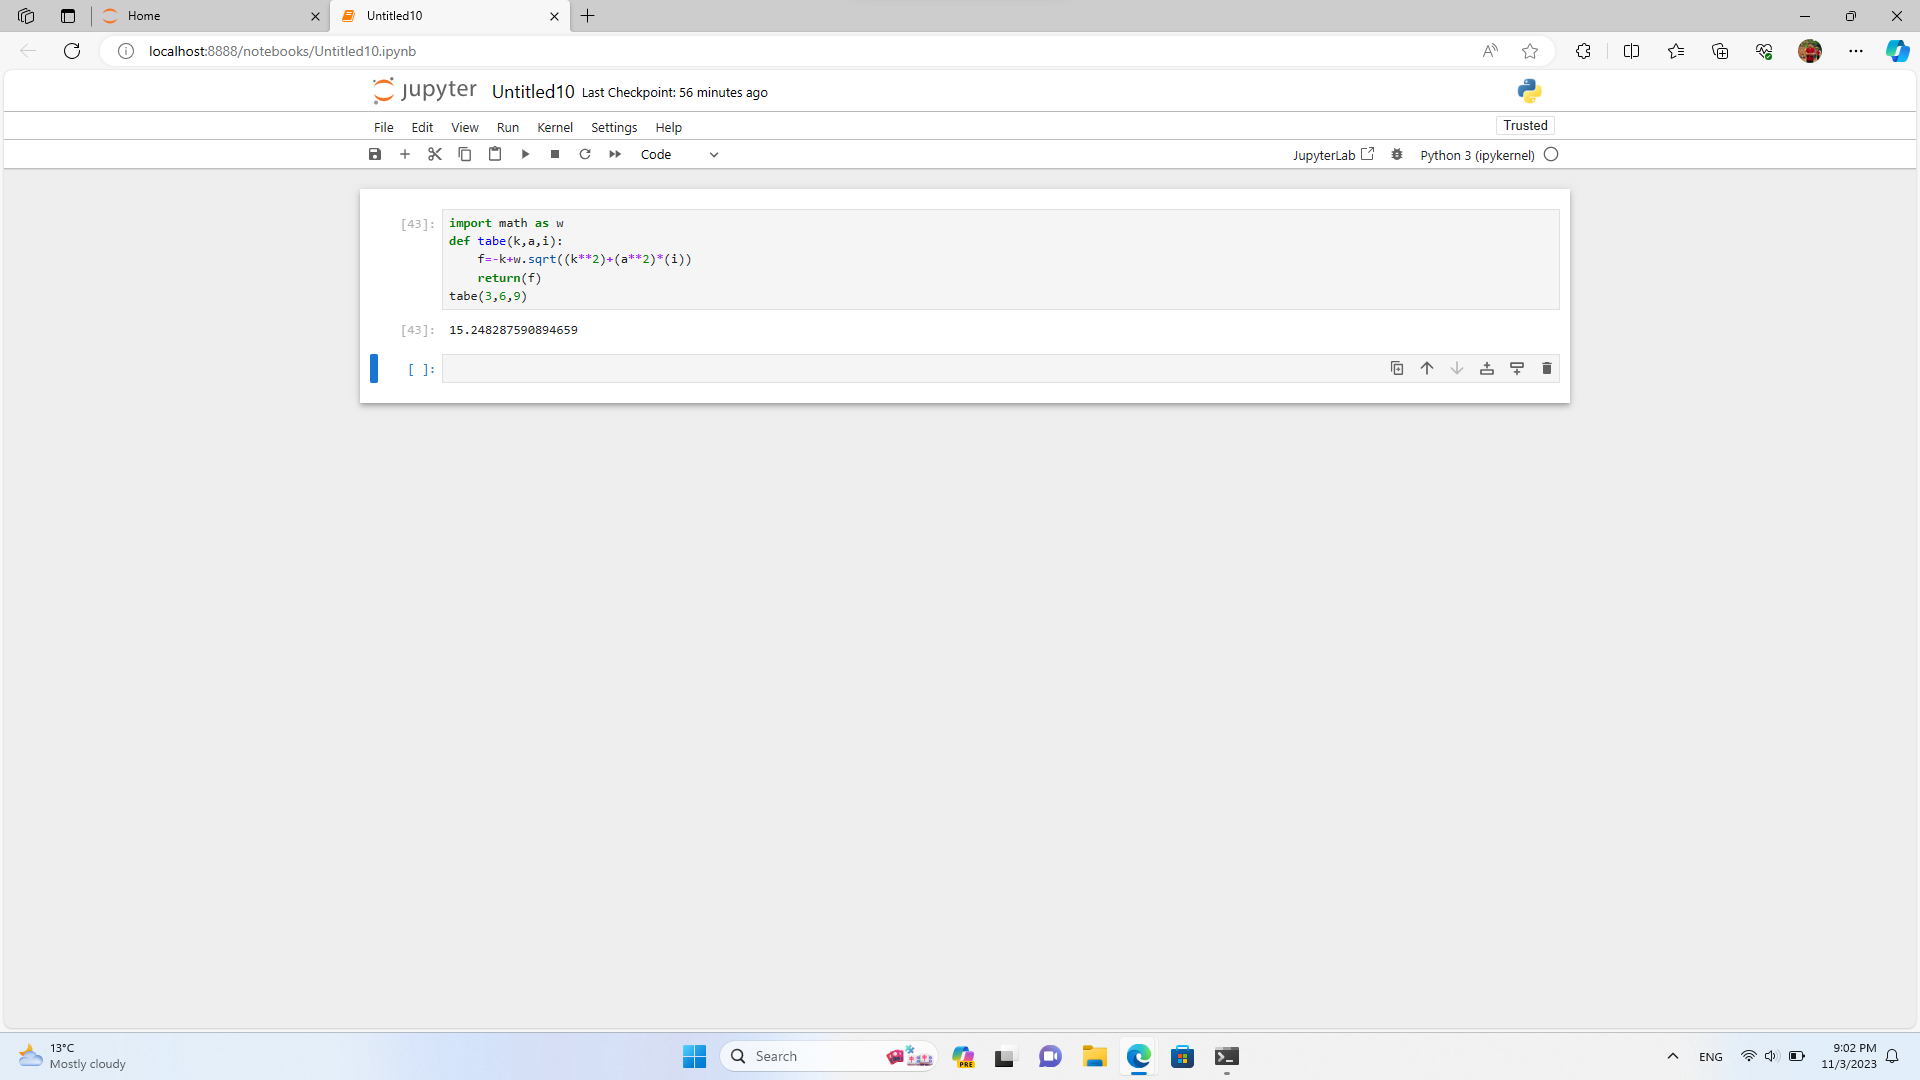 Home
Untitled10
localhost:8888/notebooks/Untitled10.ipynb
jupyter Untitled10 Last Checkpoint: 56 minutes ago
File Edit View Run Kernel Settings Help
Trusted
Code
JupyterLab
Python 3 (ipykernel)
[43]:
import math as w
def tabe(k,a,i):
    f=-k+w.sqrt((k**2)+(a**2)*(i))
    return(f)
tabe(3,6,9)
[43]:
15.248287590894659
[ ]:
13°C
Mostly cloudy
Search
PRE
ENG
9:02 PM
11/3/2023